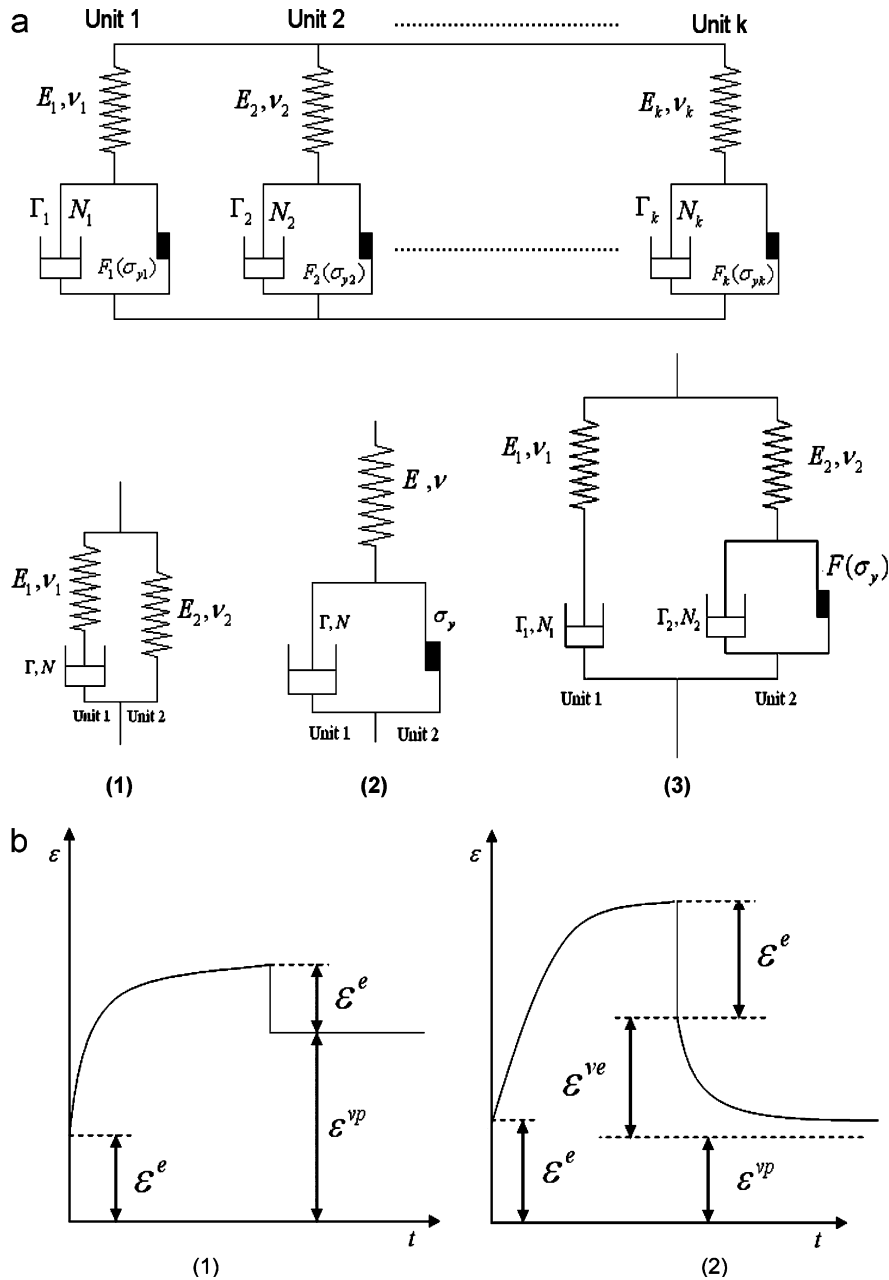 a
Unit 1 Unit 2 ........................... Unit k
E₁,ν₁ E₂,ν₂ Eₖ,νₖ
Γ₁ N₁ Γ₂ N₂ Γₖ Nₖ
F₁(σy1) F₂(σy2) ........................... Fₖ(σyk)
E₁,ν₁
E₂,ν₂
Γ,N
Unit 1 Unit 2
(1)
E,ν
Γ,N
σy
Unit 1 Unit 2
(2)
E₁,ν₁
E₂,ν₂
F(σy)
Γ₁,N₁
Γ₂,N₂
Unit 1 Unit 2
(3)
b
ε
εᵉ
εᵛᵖ
εᵉ
t
(1)
ε
εᵉ
εᵛᵉ
εᵉ
εᵛᵖ
t
(2)